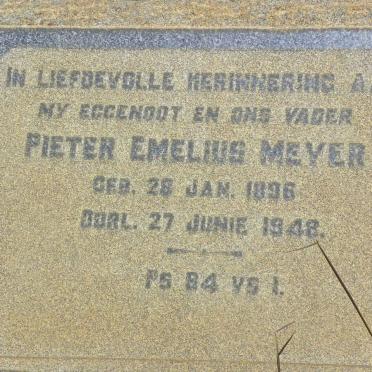 IN LIEFDEVOLLE HERINNERING A
MY EGGENOOT EN ONS VADER
PIETER EMELIUS MEYER
GEB. 28 JAN. 1896
OORL. 27 JUNIE 1948.
PS 84 VS 1.